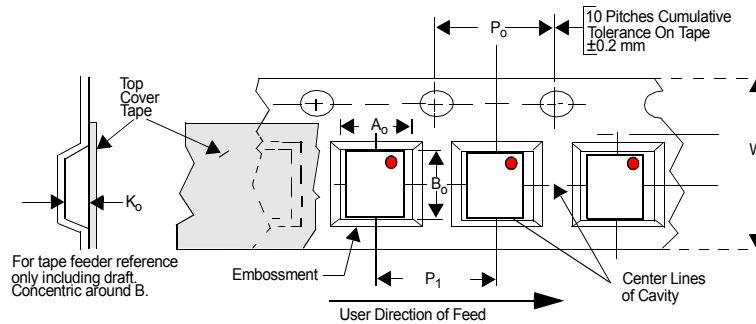 10 Pitches Cumulative
Tolerance On Tape
±0.2 mm
Po
Top
Cover
Tape
Ao
Bo
W
Ko
For tape feeder reference
only including draft.
Concentric around B.
Embossment
P1
Center Lines
of Cavity
User Direction of Feed